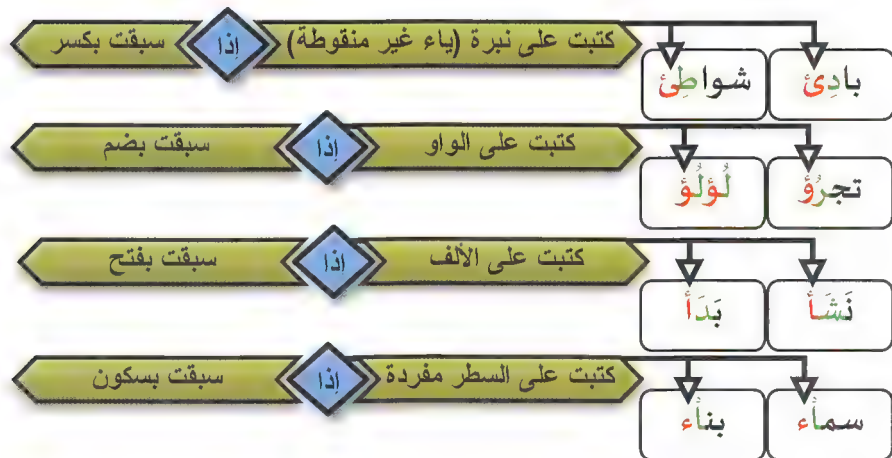 كتبت على نبرة (ياء غير منقوطة) إذا سبقت بكسر
بادِئ شواطِئ
كتبت على الواو إذا سبقت بضم
تجرُؤ لُؤلُؤ
كتبت على الألف إذا سبقت بفتح
نَشَأ بَدَأ
كتبت على السطر مفردة إذا سبقت بسكون
سماْء بناْء